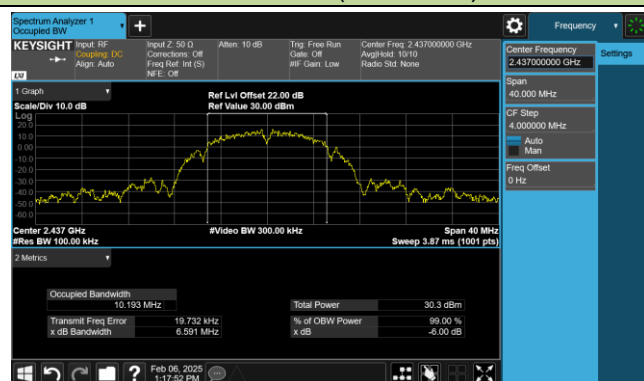 Spectrum Analyzer 1
Occupied BW
+
Frequency
KEYSIGHT
Input: RF
Coupling: DC
Align: Auto
Input Z: 50 Ω
Corrections: Off
Freq Ref: Int (S)
NFE: Off
Atten: 10 dB
Trig: Free Run
Gate: Off
#IF Gain: Low
Center Freq: 2.437000000 GHz
Avg|Hold: 10/10
Radio Std: None
LXI
Center Frequency
2.437000000 GHz
Settings
Span
40.000 MHz
CF Step
4.000000 MHz
Auto
Man
Freq Offset
0 Hz
1 Graph
Scale/Div 10.0 dB
Ref Lvl Offset 22.00 dB
Ref Value 30.00 dBm
Log
20.0
10.0
0.00
-10.0
-20.0
-30.0
-40.0
-50.0
-60.0
Center 2.437 GHz
#Res BW 100.00 kHz
#Video BW 300.00 kHz
Span 40 MHz
Sweep 3.87 ms (1001 pts)
2 Metrics
Occupied Bandwidth
10.193 MHz
Transmit Freq Error 19.732 kHz
x dB Bandwidth 6.591 MHz
Total Power 30.3 dBm
% of OBW Power 99.00 %
x dB -6.00 dB
?
Feb 06, 2025
1:17:52 PM